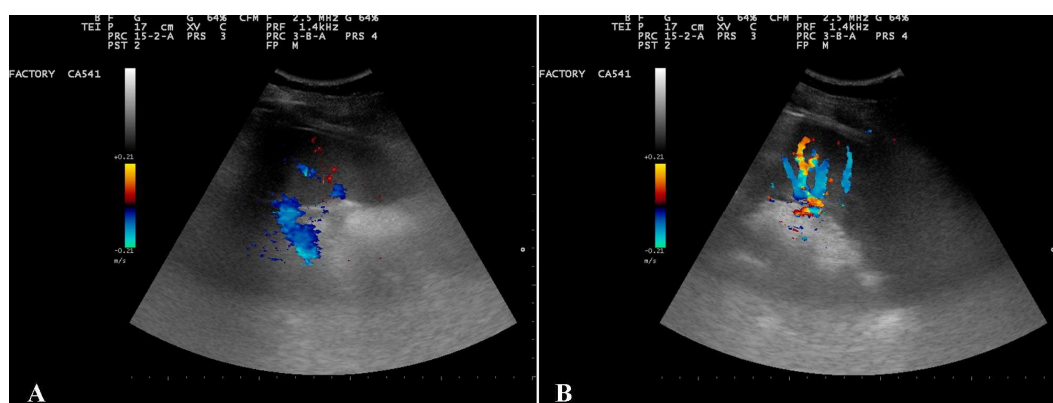 B F G G 64% CFM F 2.5 MHz G 64%
TEI P 17 cm XV C PRF 1.4kHz
PRC 15-2-A PRS 3 PRC 3-B-A PRS 4
PST 2 FP M
FACTORY CA541
+0.21
-0.21
m/s
A
B F G G 64% CFM F 2.5 MHz G 64%
TEI P 17 cm XV C PRF 1.4kHz
PRC 15-2-A PRS 3 PRC 3-B-A PRS 4
PST 2 FP M
FACTORY CA541
+0.21
-0.21
m/s
B